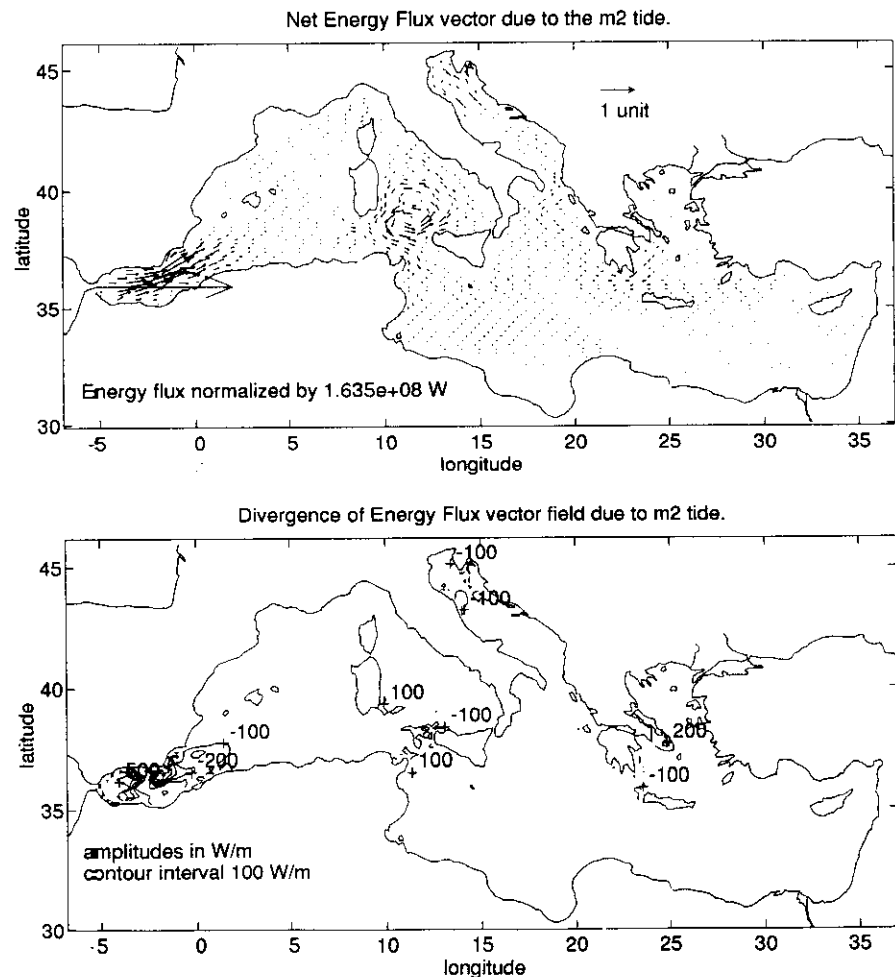 Net Energy Flux vector due to the m2 tide.
45
40
35
30
latitude
1 unit
Energy flux normalized by 1.635e+08 W
-5 0 5 10 15 20 25 30 35
longitude
Divergence of Energy Flux vector field due to m2 tide.
45
40
35
30
latitude
-100
-100
100
-100
100
200
-100
-100
-200
amplitudes in W/m
contour interval 100 W/m
-5 0 5 10 15 20 25 30 35
longitude